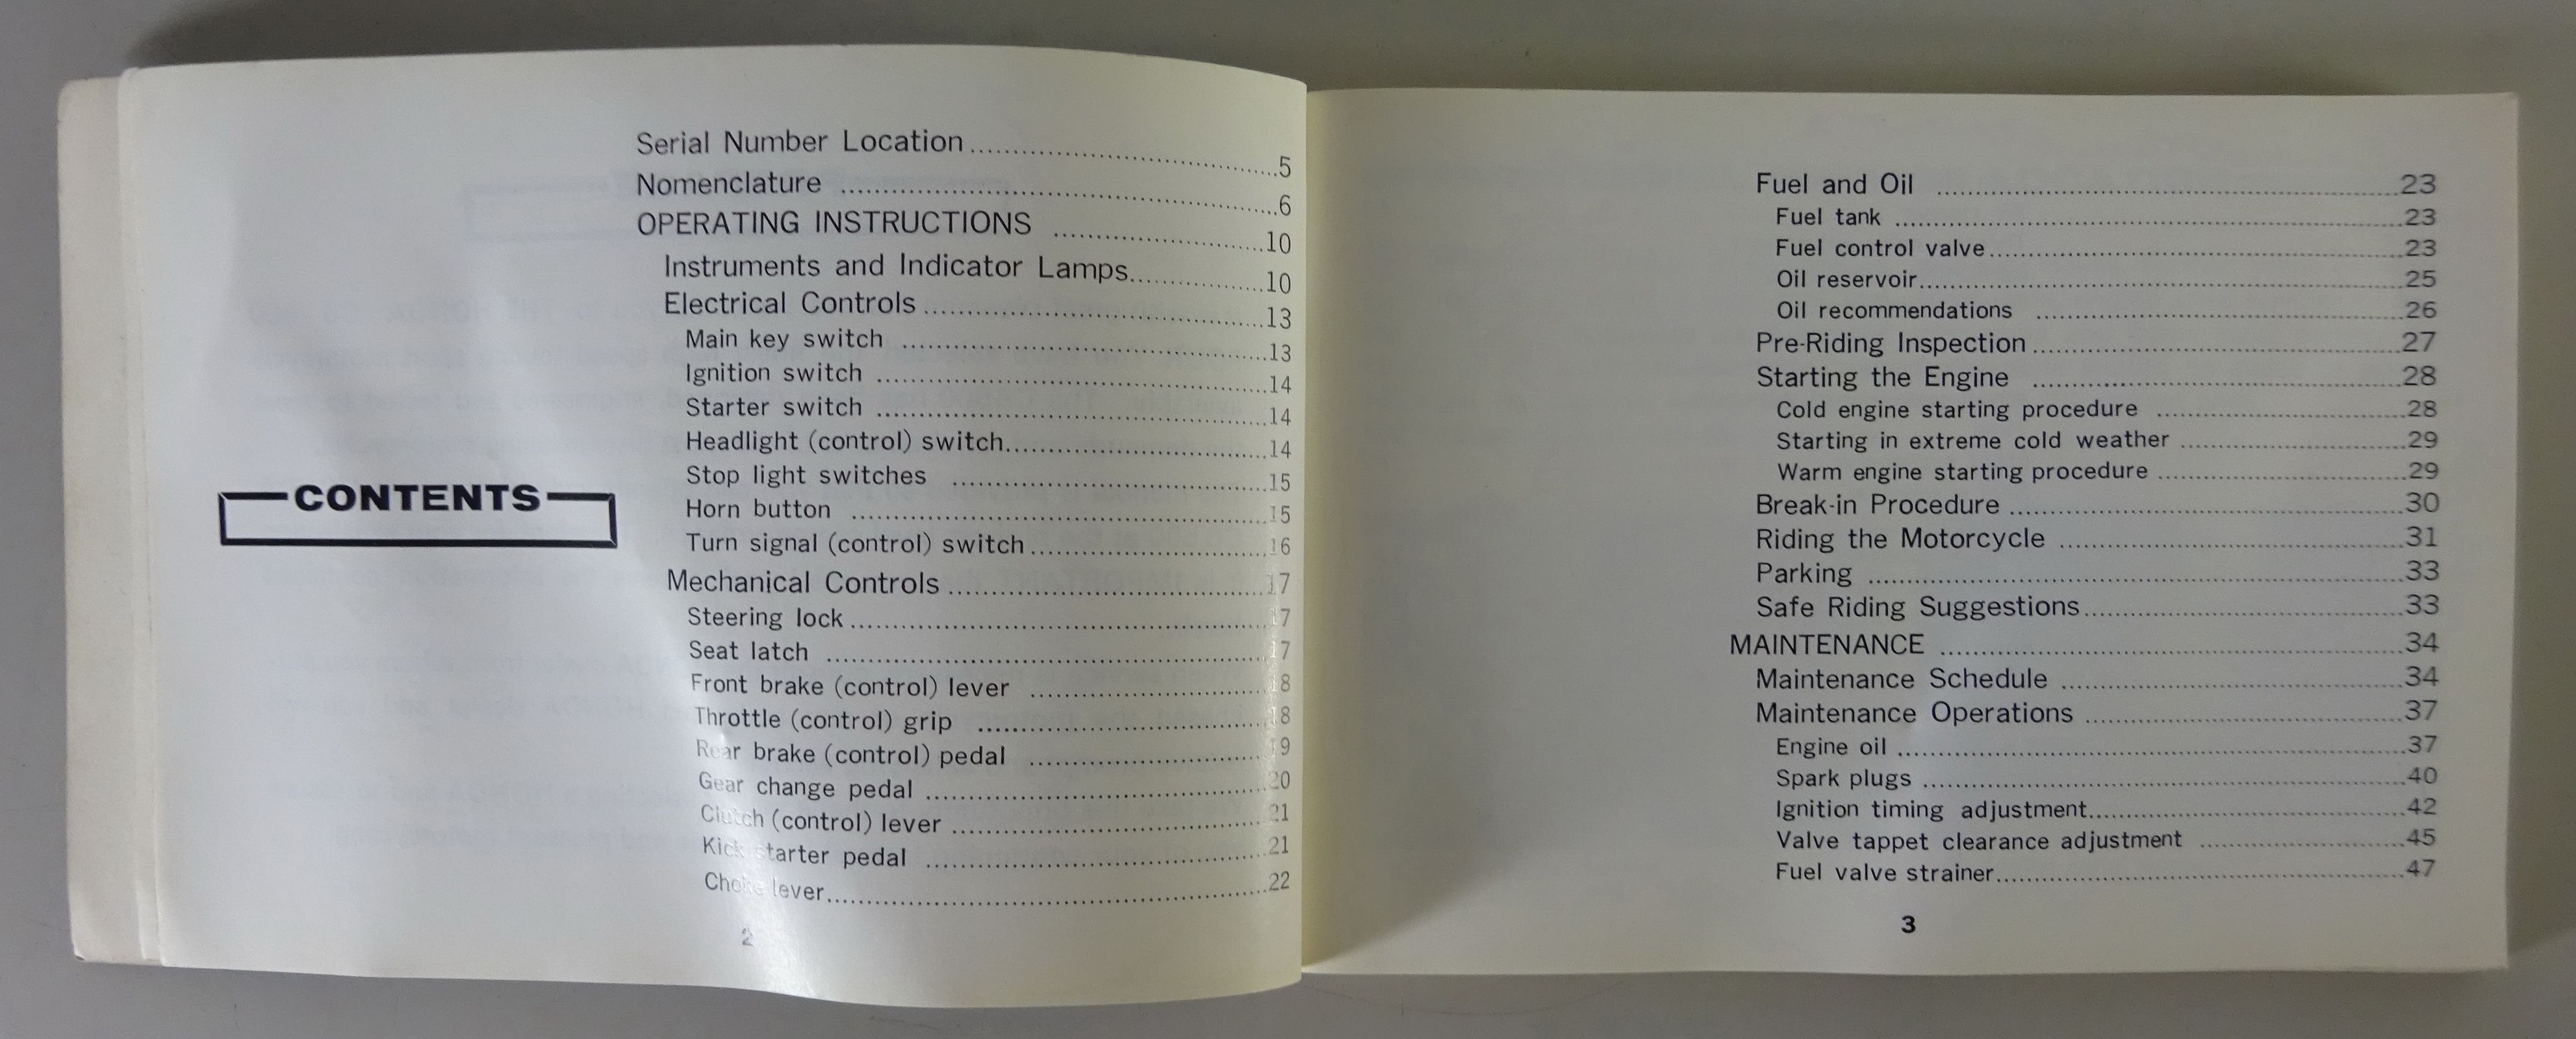 CONTENTS
Serial Number Location ........................................5
Nomenclature ........................................6
OPERATING INSTRUCTIONS ........................................10
Instruments and Indicator Lamps........................................10
Electrical Controls ........................................13
Main key switch ........................................13
Ignition switch ........................................14
Starter switch ........................................14
Headlight (control) switch........................................14
Stop light switches ........................................15
Horn button ........................................15
Turn signal (control) switch ........................................16
Mechanical Controls ........................................17
Steering lock ........................................17
Seat latch ........................................17
Front brake (control) lever ........................................18
Throttle (control) grip ........................................18
Rear brake (control) pedal ........................................19
Gear change pedal ........................................20
Clutch (control) lever ........................................21
Kick starter pedal ........................................21
Choke lever........................................22
2
Fuel and Oil ........................................23
Fuel tank ........................................23
Fuel control valve........................................23
Oil reservoir........................................25
Oil recommendations ........................................26
Pre-Riding Inspection ........................................27
Starting the Engine ........................................28
Cold engine starting procedure ........................................28
Starting in extreme cold weather ........................................29
Warm engine starting procedure ........................................29
Break-in Procedure ........................................30
Riding the Motorcycle ........................................31
Parking ........................................33
Safe Riding Suggestions........................................33
MAINTENANCE ........................................34
Maintenance Schedule ........................................34
Maintenance Operations ........................................37
Engine oil ........................................37
Spark plugs ........................................40
Ignition timing adjustment........................................42
Valve tappet clearance adjustment ........................................45
Fuel valve strainer........................................47
3